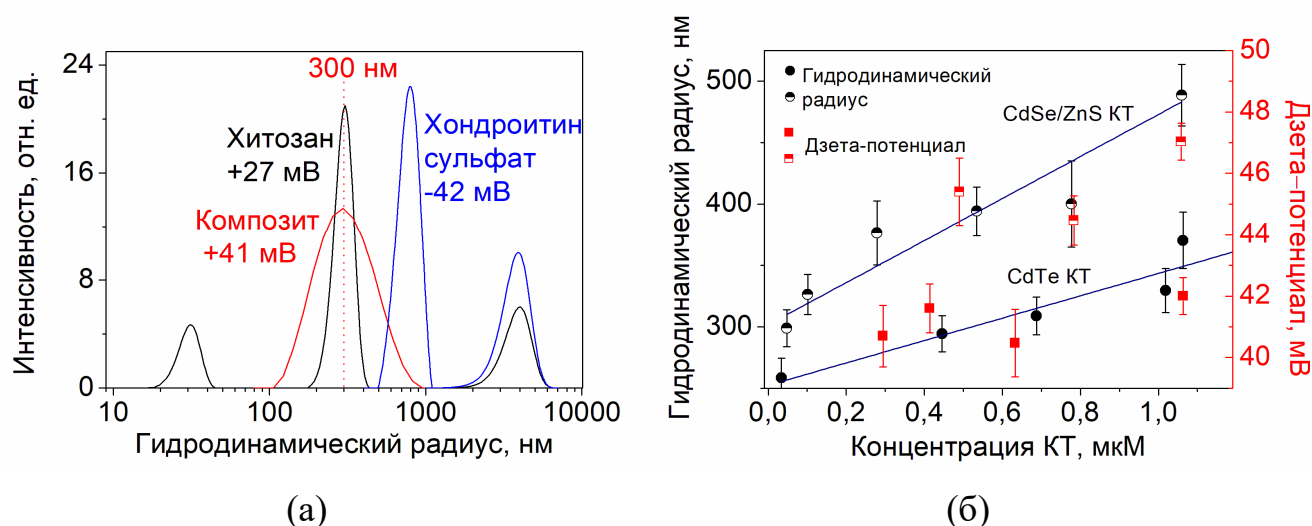 24
16
8
0
Интенсивность, отн. ед.
300 нм
Хитозан
+27 мВ
Хондроитин
сульфат
-42 мВ
Композит
+41 мВ
10
100
1000
10000
Гидродинамический радиус, нм
(а)
500
400
300
Гидродинамический радиус, нм
Гидродинамический
радиус
Дзета-потенциал
CdSe/ZnS КТ
CdTe КТ
50
48
46
44
42
40
Дзета–потенциал, мВ
0,0
0,2
0,4
0,6
0,8
1,0
Концентрация КТ, мкМ
(б)